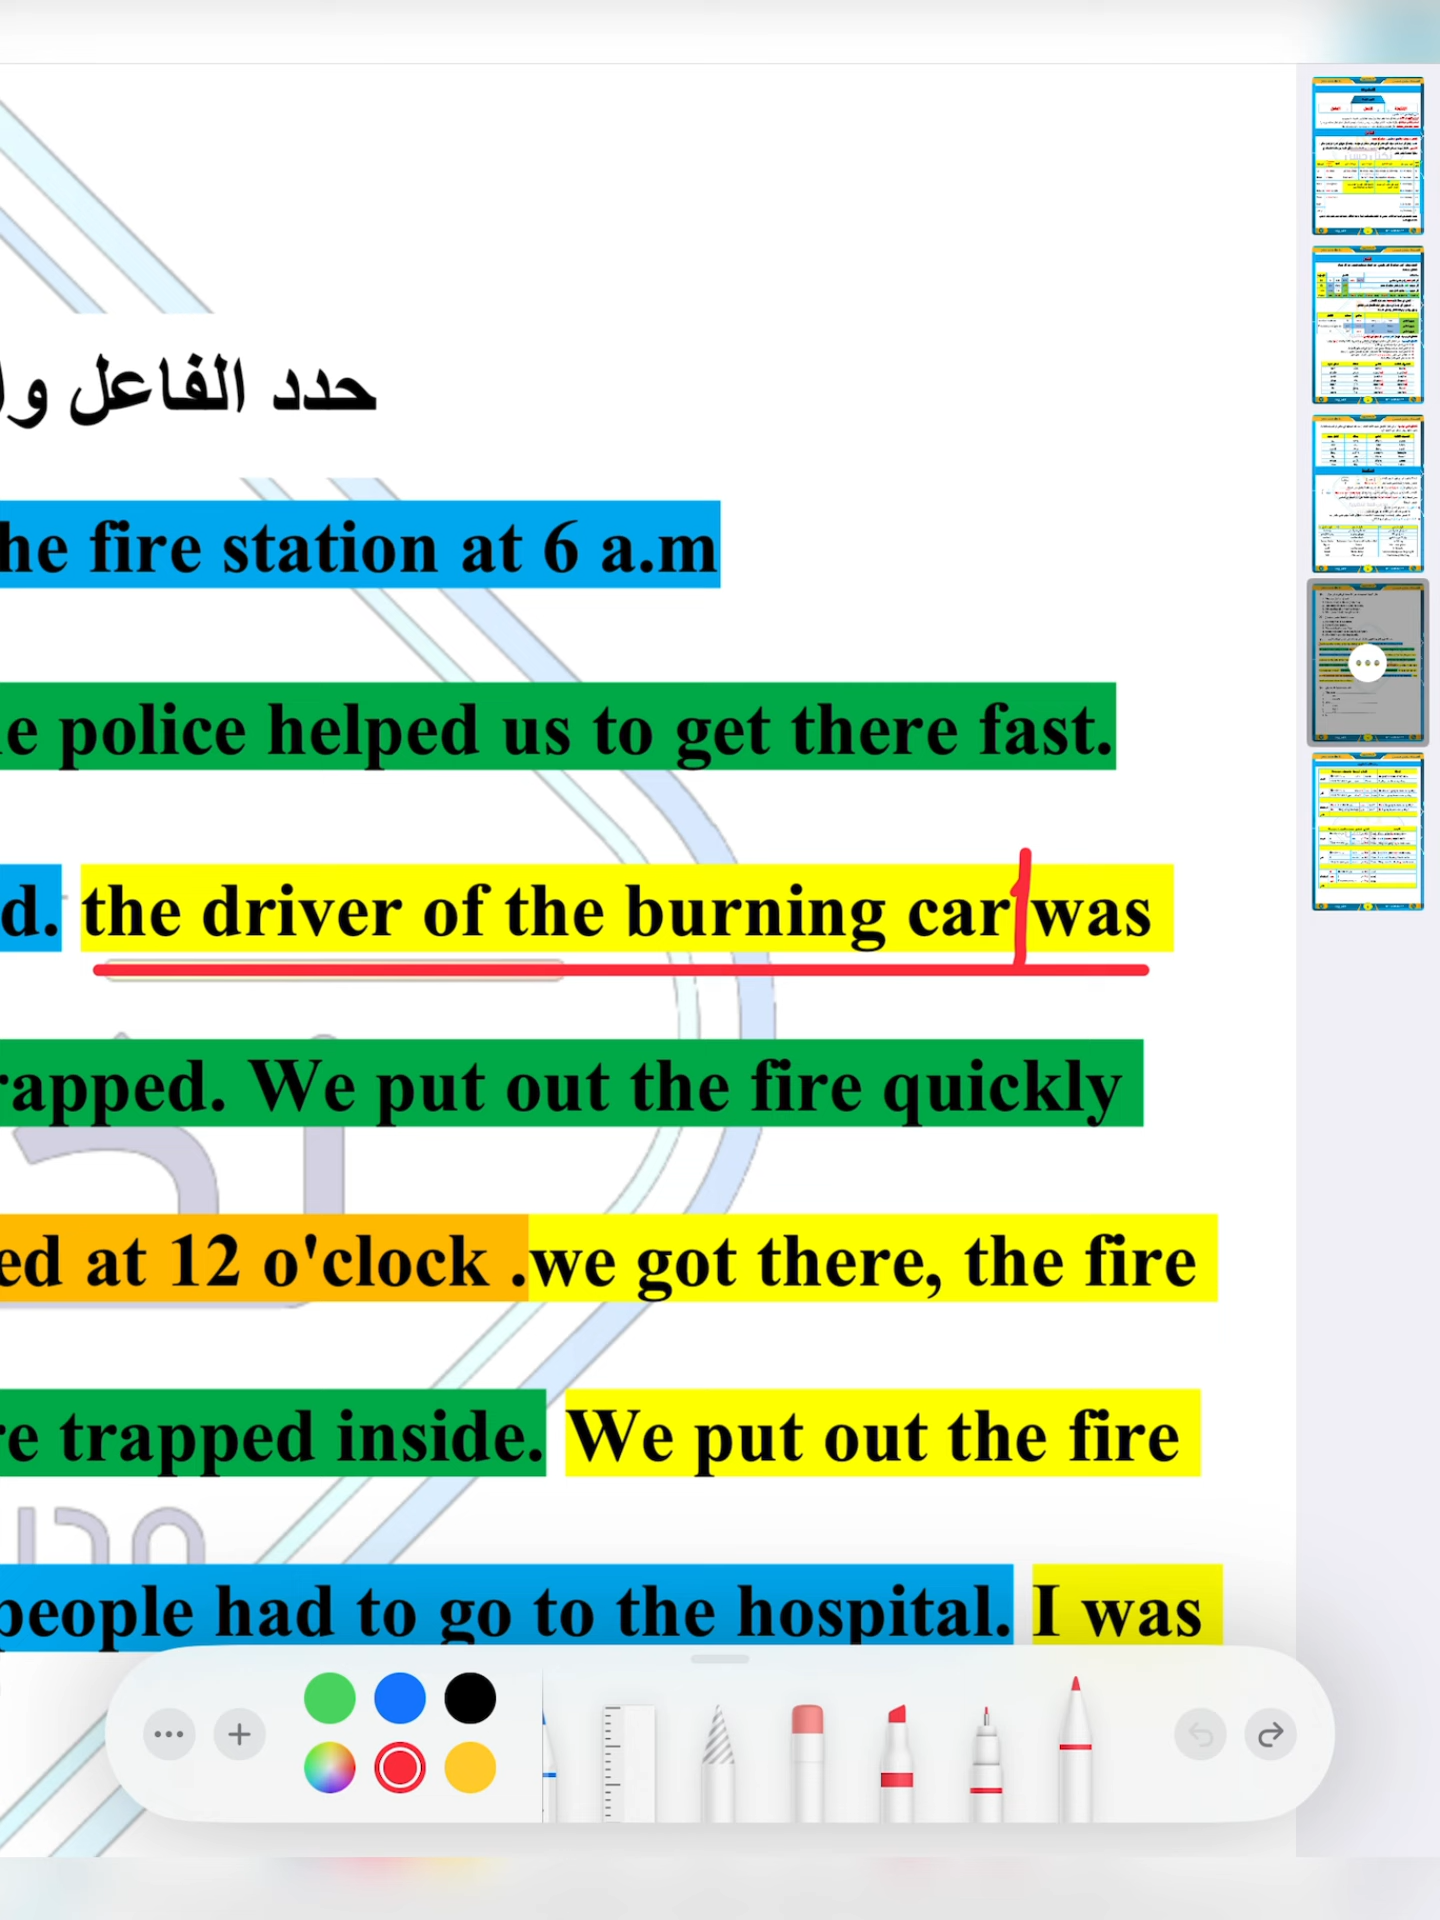 حدد الفاعل
he fire station at 6 a.m
e police helped us to get there fast.
d. the driver of the burning car was
rapped. We put out the fire quickly
ed at 12 o'clock .we got there, the fire
re trapped inside. We put out the fire
people had to go to the hospital. I was